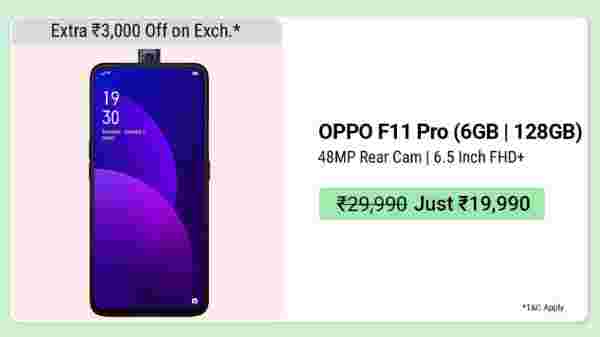 Extra ₹3,000 Off on Exch.*
19
30
OPPO F11 Pro (6GB | 128GB)
48MP Rear Cam | 6.5 Inch FHD+
₹29,990 Just ₹19,990
*T&C Apply